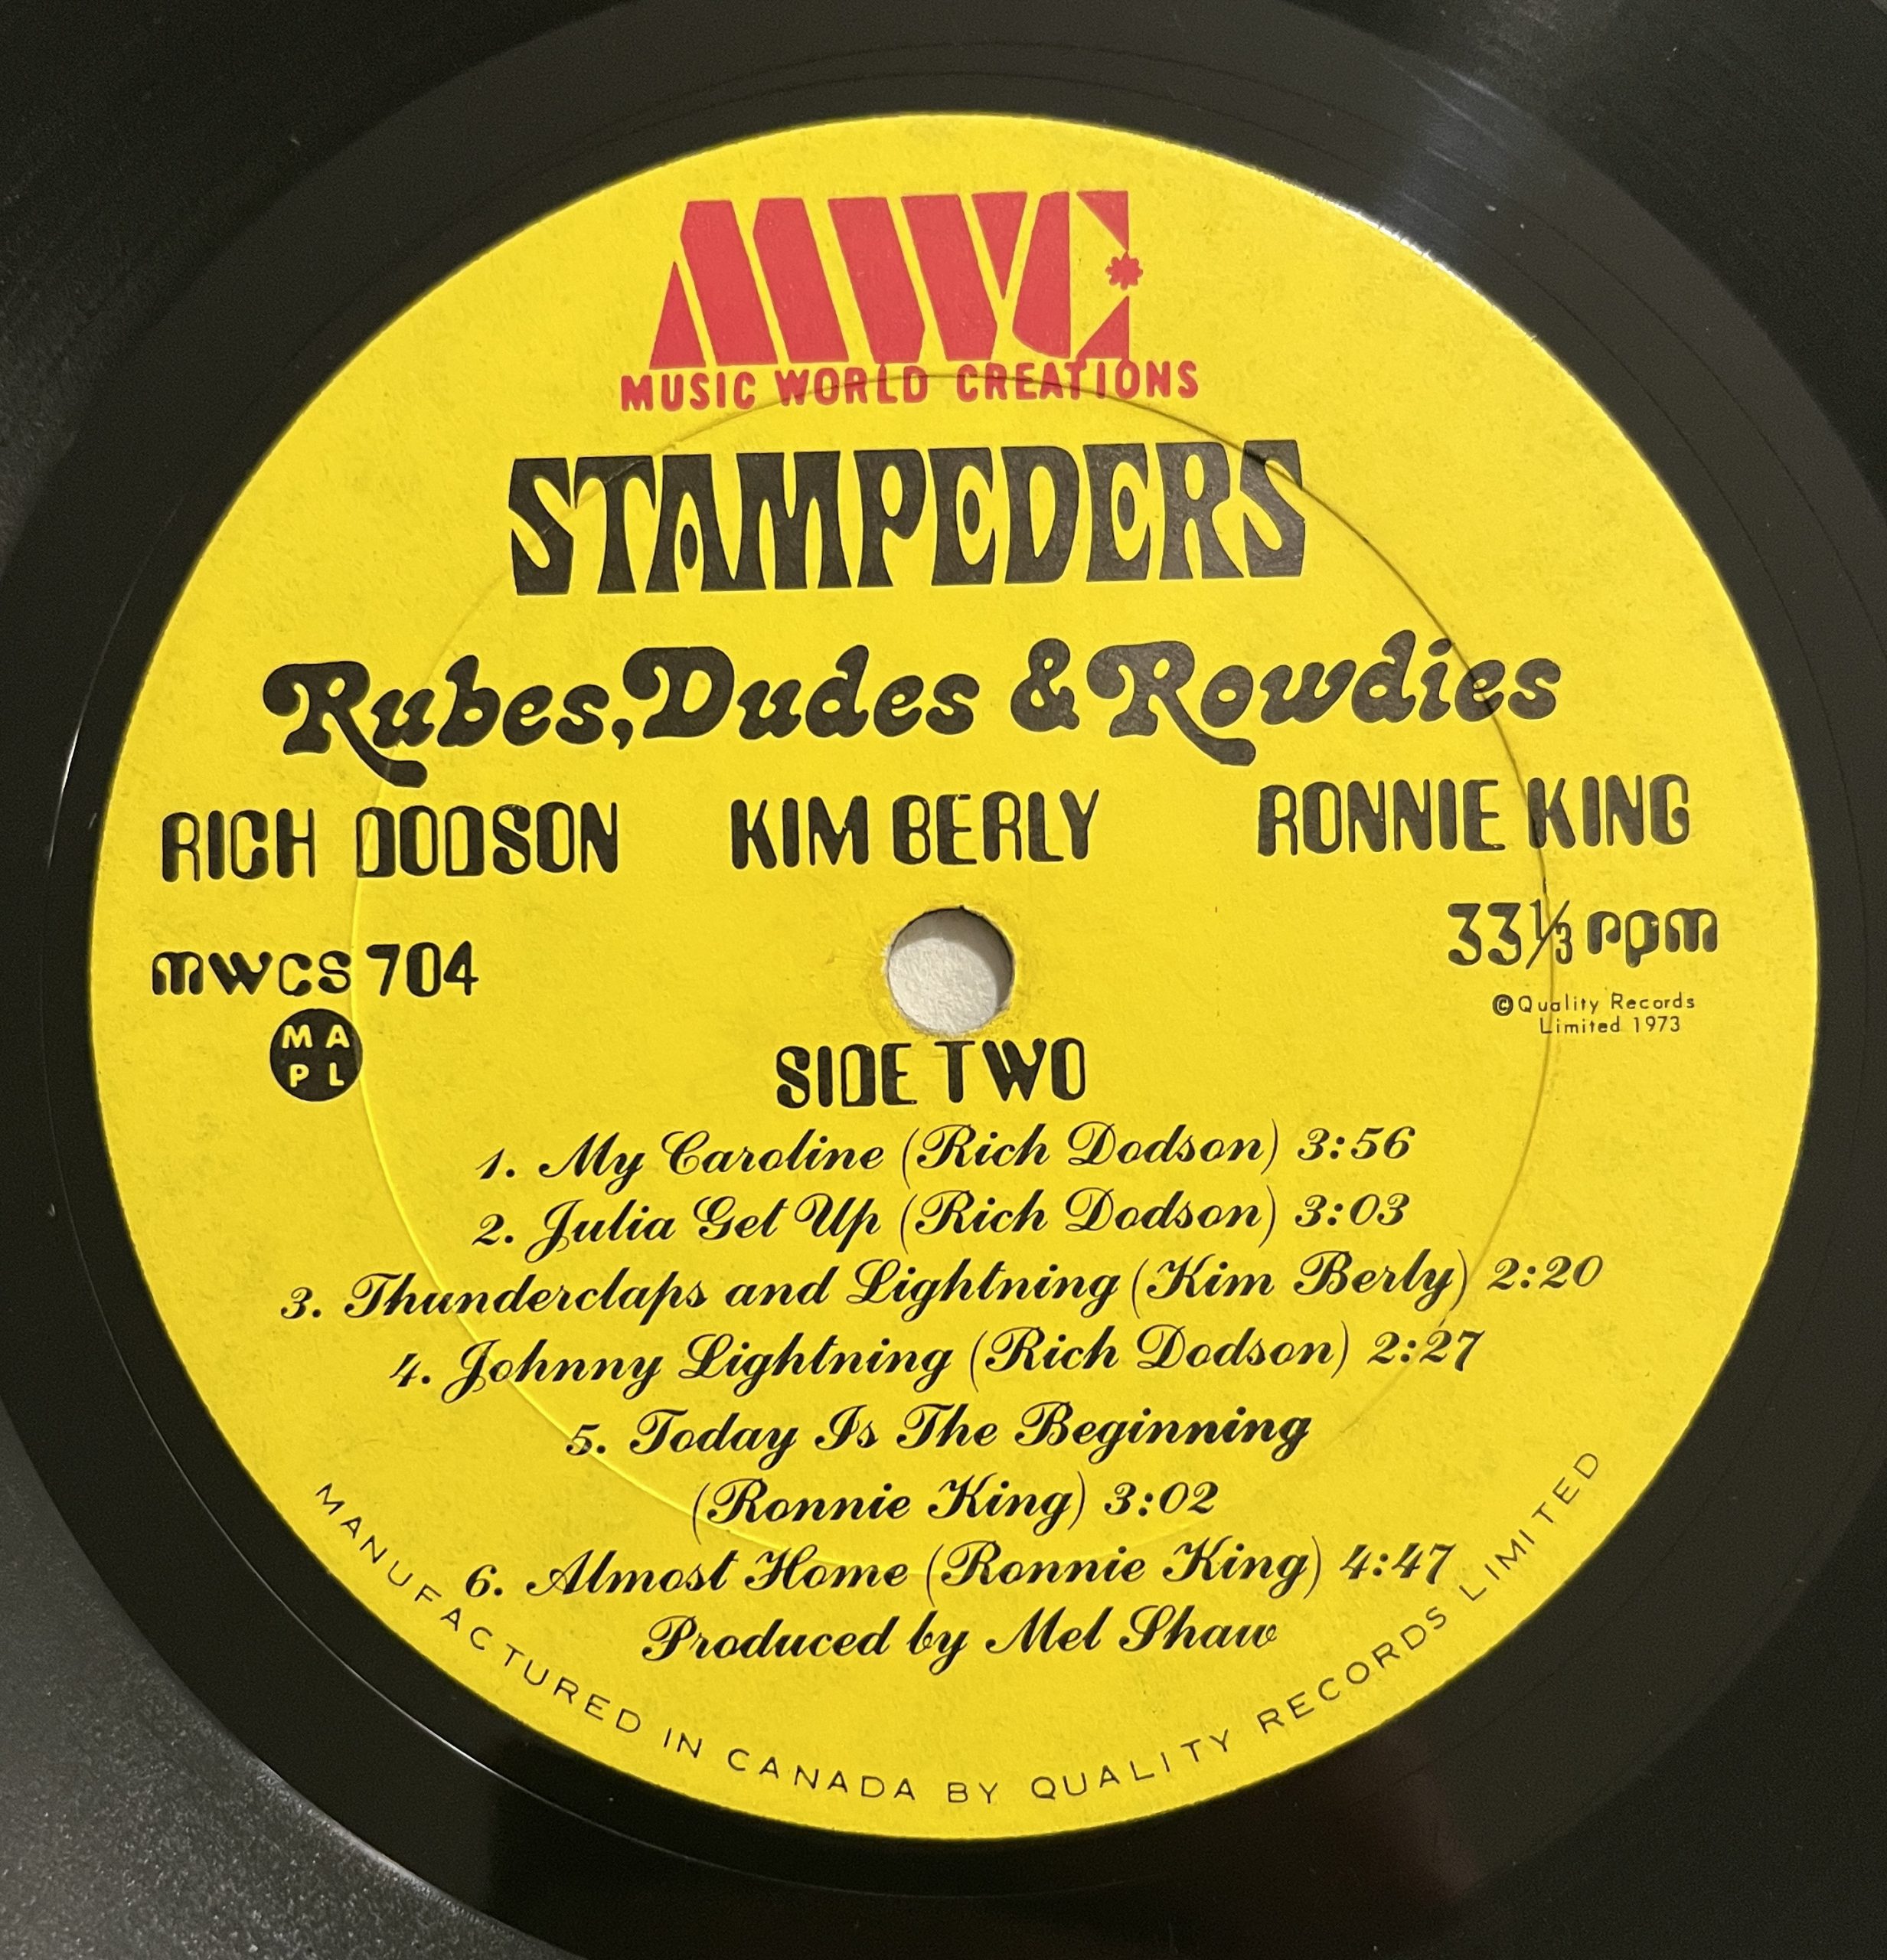 MWC
MUSIC WORLD CREATIONS
STAMPEDERS
Rubes, Dudes & Rowdies
RICH DODSON KIM BERLY RONNIE KING
MWCS 704
33 1/3 rpm
©Quality Records
Limited 1973
M A
P L
SIDE TWO
1. My Caroline (Rich Dodson) 3:56
2. Julia Get Up (Rich Dodson) 3:03
3. Thunderclaps and Lightning (Kim Berly) 2:20
4. Johnny Lightning (Rich Dodson) 2:27
5. Today Is The Beginning
(Ronnie King) 3:02
6. Almost Home (Ronnie King) 4:47
Produced by Mel Shaw
MANUFACTURED IN CANADA BY QUALITY RECORDS LIMITED